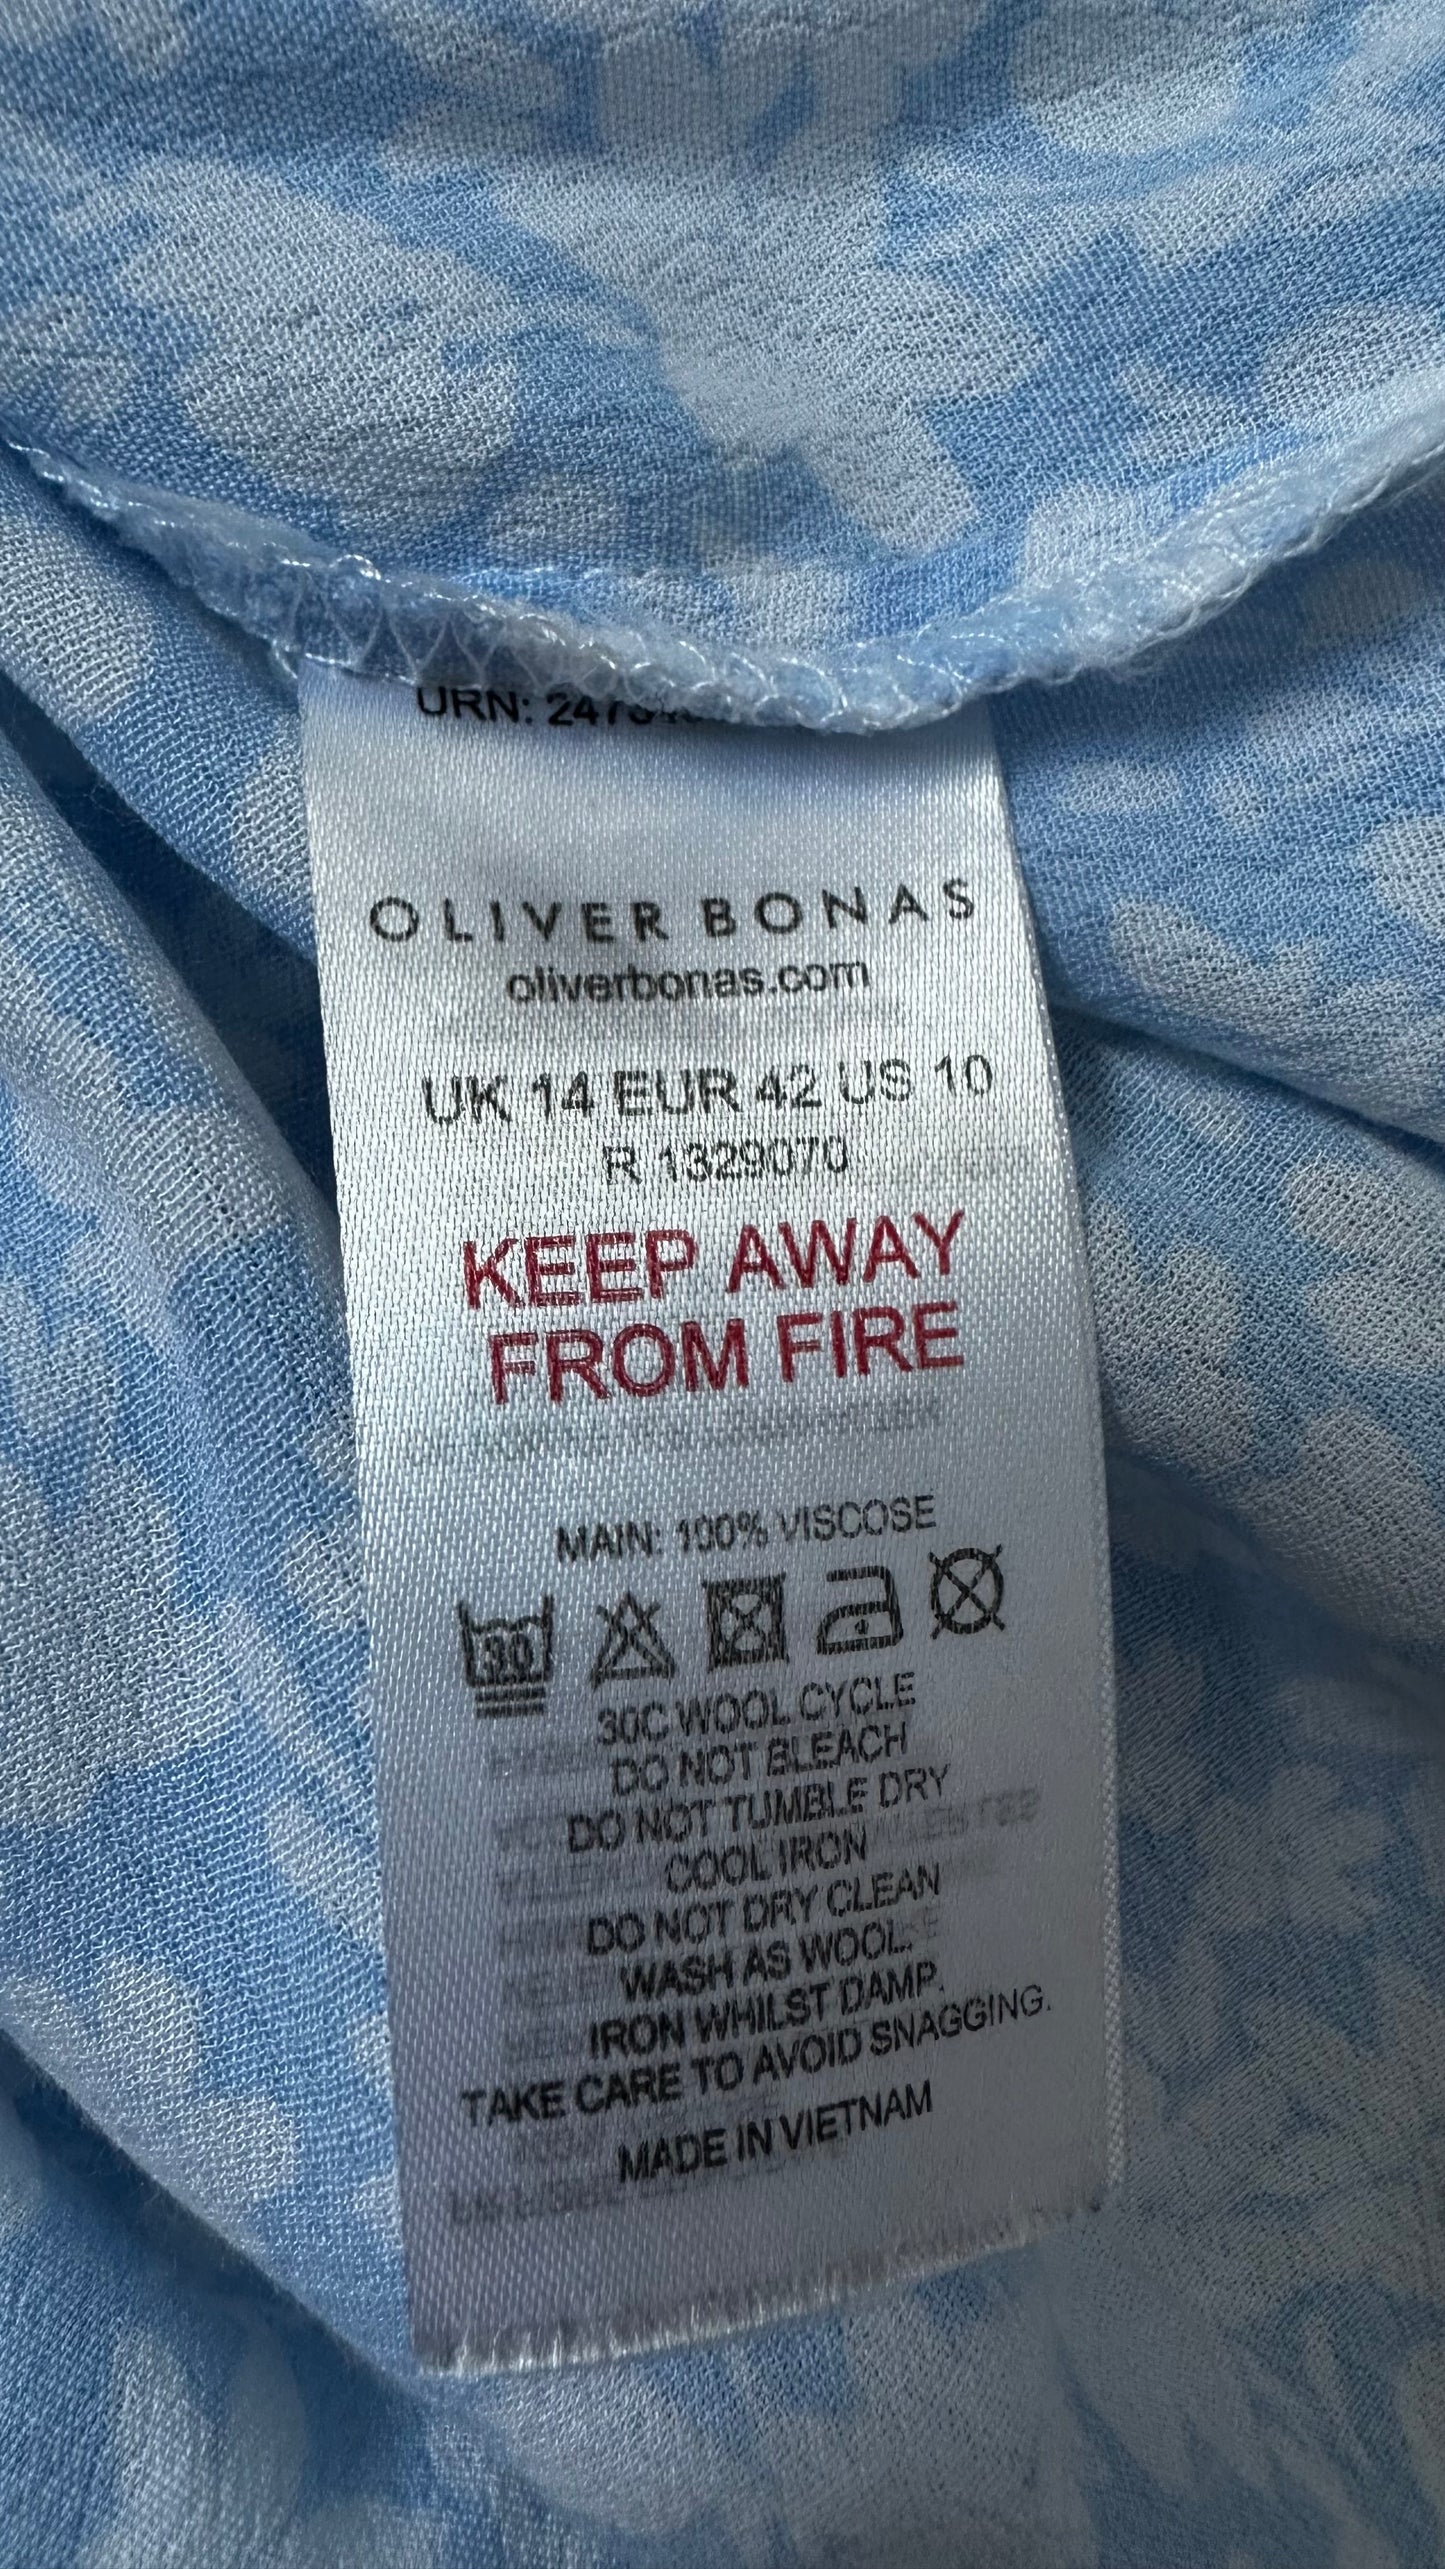 URN:
OLIVER BONAS
oliverbonas.com
UK 14 EUR 42 US 10
R 1329070
KEEP AWAY
FROM FIRE
MAIN: 100% VISCOSE
30
30C WOOL CYCLE
DO NOT BLEACH
DO NOT TUMBLE DRY
COOL IRON
DO NOT DRY CLEAN
WASH AS WOOL.
IRON WHILST DAMP.
TAKE CARE TO AVOID SNAGGING.
MADE IN VIETNAM